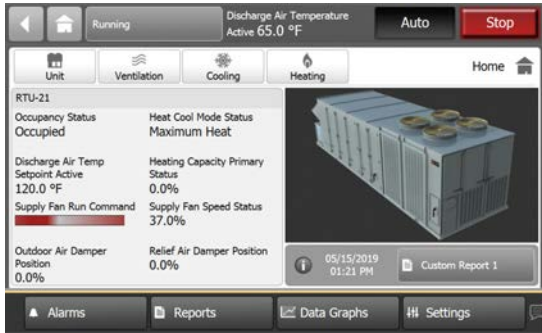 Running
Discharge Air Temperature
Active 65.0 °F
Auto
Stop
Unit
Ventilation
Cooling
Heating
Home
RTU-21
Occupancy Status
Occupied
Heat Cool Mode Status
Maximum Heat
Discharge Air Temp
Setpoint Active
120.0 °F
Heating Capacity Primary
Status
0.0%
Supply Fan Run Command
Supply Fan Speed Status
37.0%
Outdoor Air Damper
Position
0.0%
Relief Air Damper Position
0.0%
05/15/2019
01:21 PM
Custom Report 1
Alarms
Reports
Data Graphs
Settings